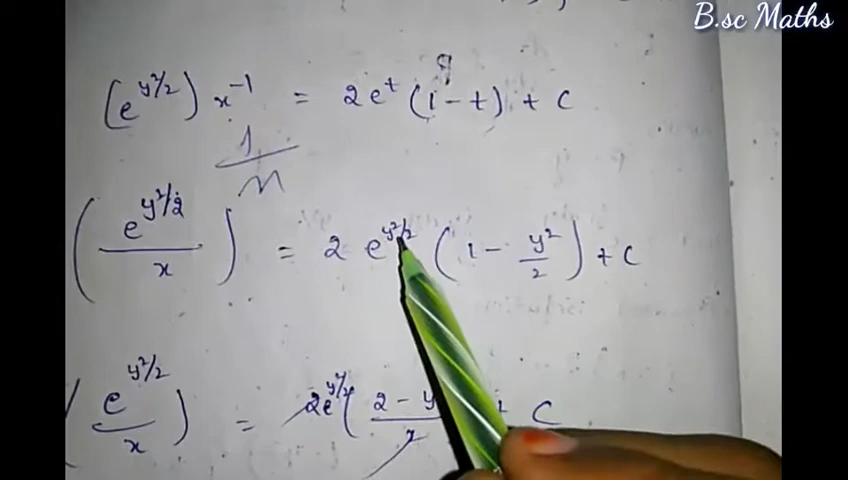 B.sc Maths
(e^{y²/2}) x^{-1} = 2e^t (1 - t) + c
1/x
(e^{y²/2}/x) = 2 e^{y²/2} (1 - y²/2) + c
(e^{y²/2}/x) = 2e^{y²/2} (2 - y
/2 + C